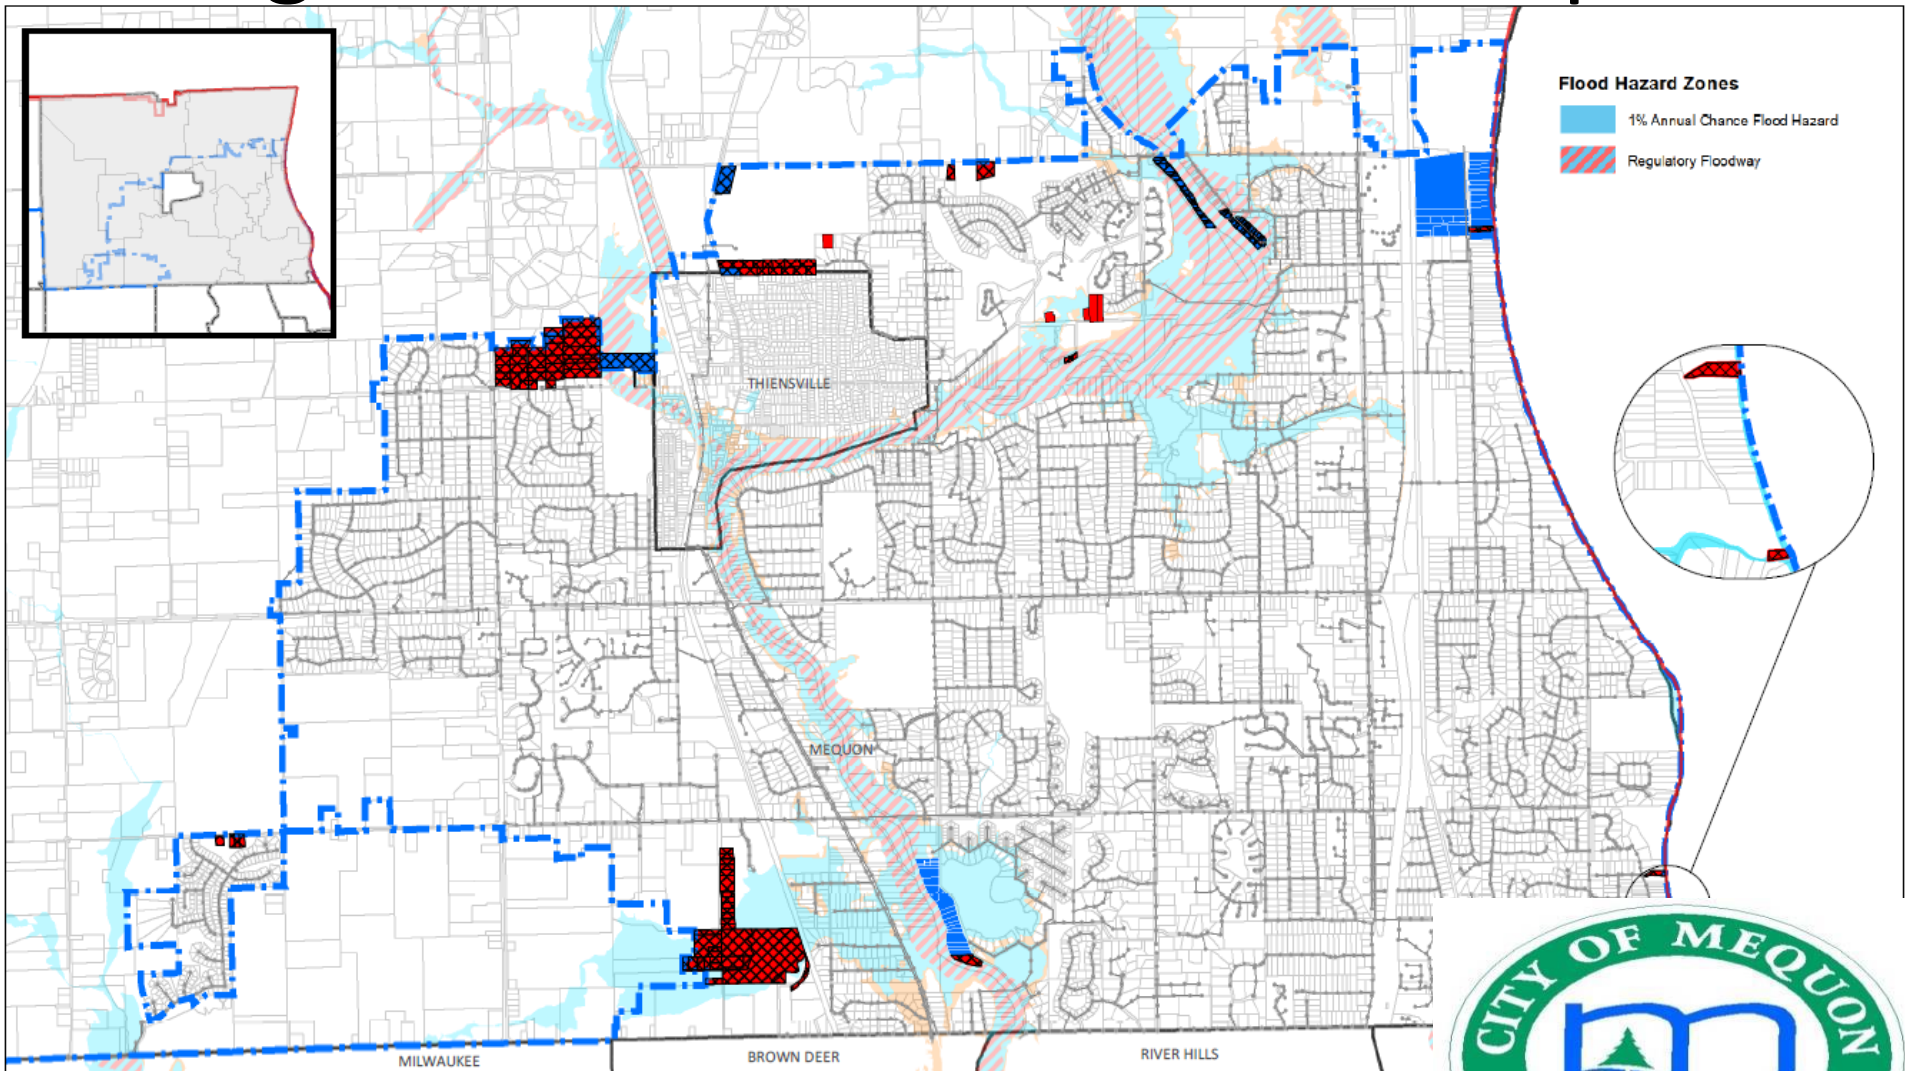 Flood Hazard Zones
1% Annual Chance Flood Hazard
Regulatory Floodway
THIENSVILLE
MEQUON
MILWAUKEE
BROWN DEER
RIVER HILLS
CITY OF MEQUON